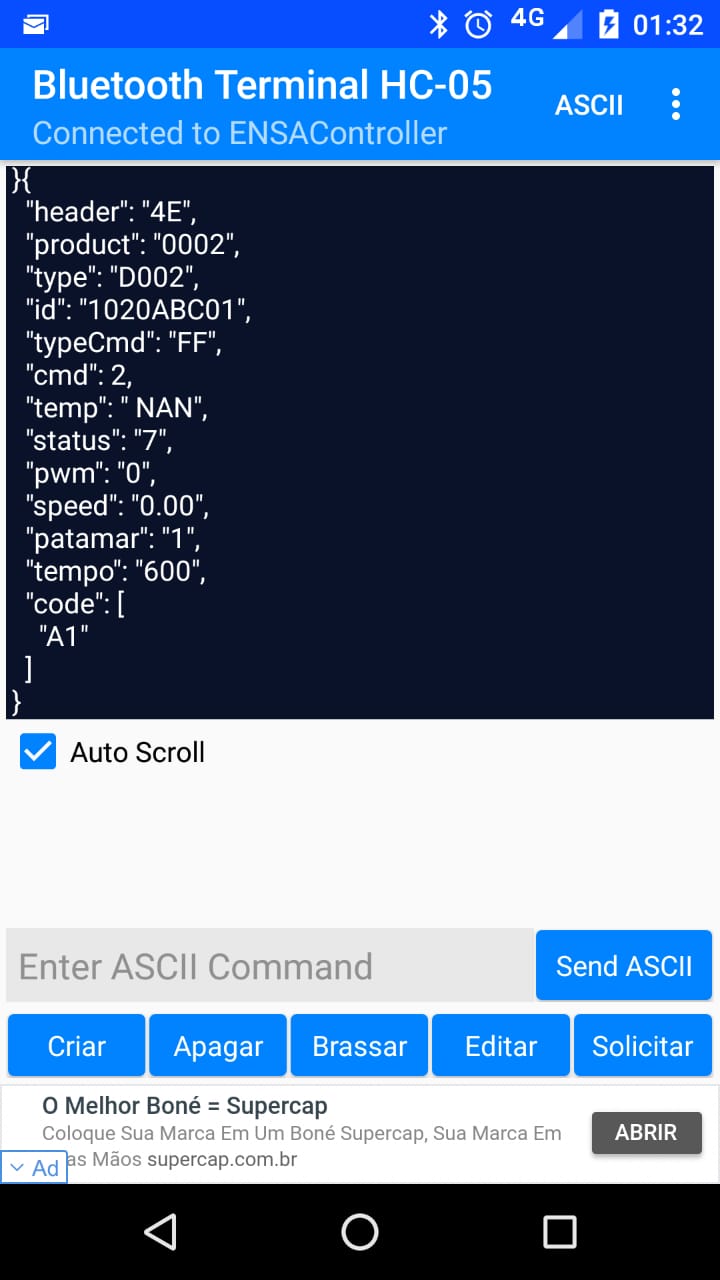 4G 01:32
Bluetooth Terminal HC-05
ASCII
Connected to ENSAController
}{
"header": "4E",
"product": "0002",
"type": "D002",
"id": "1020ABC01",
"typeCmd": "FF",
"cmd": 2,
"temp": " NAN",
"status": "7",
"pwm": "0",
"speed": "0.00",
"patamar": "1",
"tempo": "600",
"code": [
"A1"
]
}
Auto Scroll
Enter ASCII Command
Send ASCII
Criar Apagar Brassar Editar Solicitar
O Melhor Boné = Supercap
Coloque Sua Marca Em Um Boné Supercap, Sua Marca Em
as Mãos supercap.com.br
ABRIR
Ad